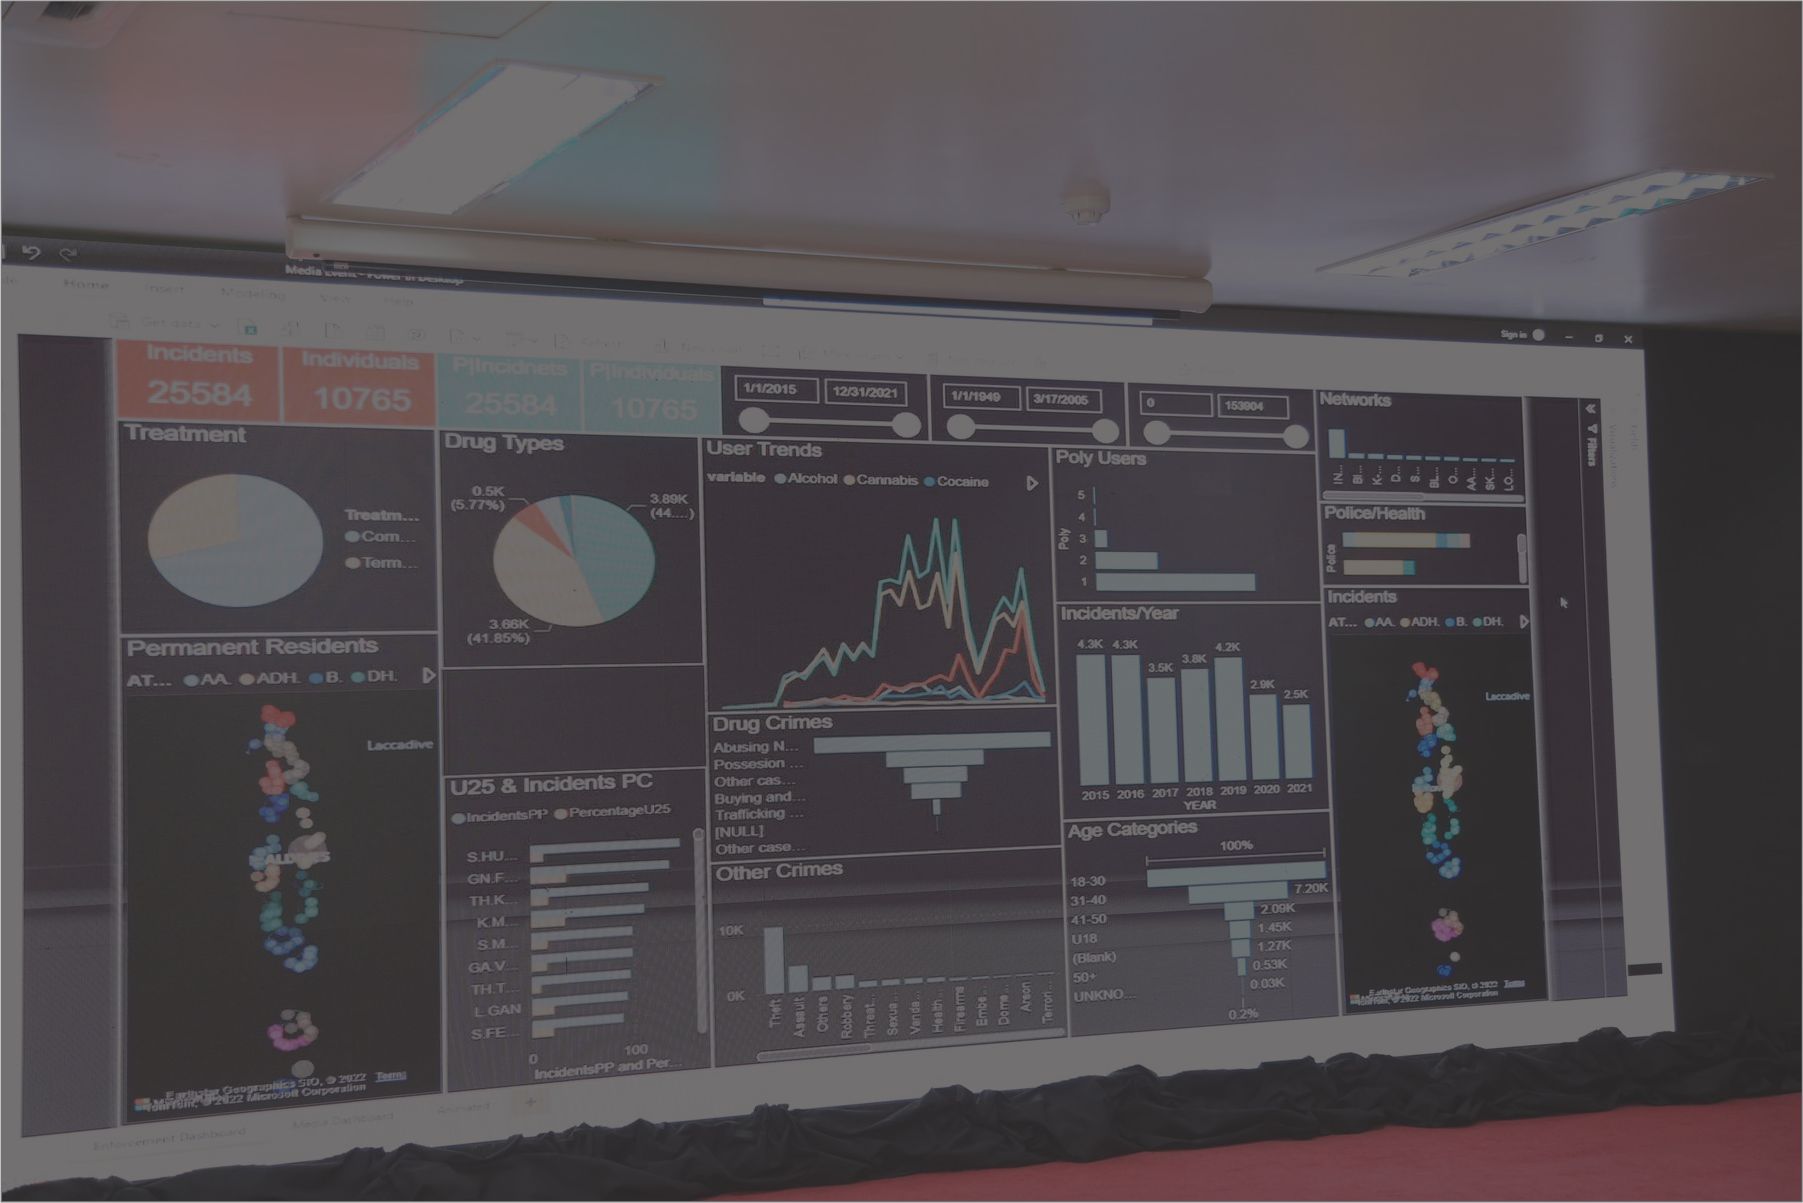 Media Event - Power BI Desktop
Home Insert Modeling View Help
Get data
Sign in
Incidents
25584
Individuals
10765
P|Incidnets
25584
P|Individuals
10765
1/1/2015 12/31/2021
1/1/1949 3/17/2005
0 153904
Treatment
Treatm...
Com...
Term...
Drug Types
0.5K
(5.77%)
3.89K
(44....)
3.66K
(41.85%)
User Trends
variable Alcohol Cannabis Cocaine
Poly Users
Poly
5
4
3
2
1
Networks
IN...
BI...
K-...
D...
S...
BL...
O...
AA...
SK...
LO...
Filters
Police/Health
Police
Permanent Residents
AT... AA. ADH. B. DH.
Laccadive
Earthstar Geographics SIO, © 2022
TomTom, © 2022 Microsoft Corporation
Terms
U25 & Incidents PC
IncidentsPP PercentageU25
S.HU...
GN.F...
TH.K...
K.M...
S.M...
GA.V...
TH.T...
L.GAN
S.FE...
0 100
IncidentsPP and Per...
Drug Crimes
Abusing N...
Possesion ...
Other cas...
Buying and...
Trafficking ...
[NULL]
Other case...
Other Crimes
10K
0K
Theft
Assault
Others
Robbery
Threat...
Sexua...
Vanda...
Health...
Firearms
Embe...
Dome...
Arson
Terror...
Incidents/Year
4.3K 4.3K 3.5K 3.8K 4.2K 2.9K 2.5K
2015 2016 2017 2018 2019 2020 2021
YEAR
Age Categories
100%
18-30
31-40 7.20K
41-50 2.09K
U18 1.45K
(Blank) 1.27K
50+ 0.53K
UNKNO... 0.03K
0.2%
Incidents
AT... AA. ADH. B. DH.
Laccadive
Earthstar Geographics SIO, © 2022 Terms
© 2022 Microsoft Corporation
Enforcement Dashboard Media Dashboard Animated